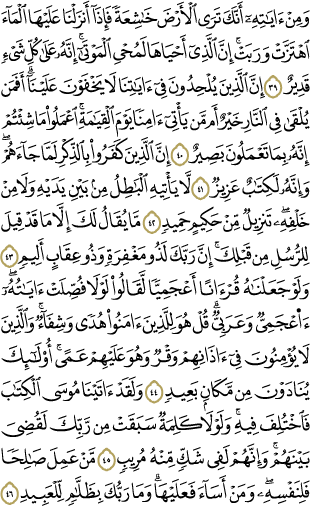 وَمِنْ ءَايَٰتِهِۦٓ أَنَّكَ تَرَى ٱلْأَرْضَ خَٰشِعَةً فَإِذَآ أَنزَلْنَا عَلَيْهَا ٱلْمَآءَ
ٱهْتَزَّتْ وَرَبَتْ ۚ إِنَّ ٱلَّذِىٓ أَحْيَاهَا لَمُحْىِ ٱلْمَوْتَىٰٓ ۚ إِنَّهُۥ عَلَىٰ كُلِّ شَىْءٍ
قَدِيرٌ ٣٩ إِنَّ ٱلَّذِينَ يُلْحِدُونَ فِىٓ ءَايَٰتِنَا لَا يَخْفَوْنَ عَلَيْنَآ ۗ أَفَمَن
يُلْقَىٰ فِى ٱلنَّارِ خَيْرٌ أَم مَّن يَأْتِىٓ ءَامِنًا يَوْمَ ٱلْقِيَٰمَةِ ۚ ٱعْمَلُوا۟ مَا شِئْتُمْ ۖ
إِنَّهُۥ بِمَا تَعْمَلُونَ بَصِيرٌ ٤٠ إِنَّ ٱلَّذِينَ كَفَرُوا۟ بِٱلذِّكْرِ لَمَّا جَآءَهُمْ ۖ
وَإِنَّهُۥ لَكِتَٰبٌ عَزِيزٌ ٤١ لَّا يَأْتِيهِ ٱلْبَٰطِلُ مِنۢ بَيْنِ يَدَيْهِ وَلَا مِنْ
خَلْفِهِۦ ۖ تَنزِيلٌ مِّنْ حَكِيمٍ حَمِيدٍ ٤٢ مَّا يُقَالُ لَكَ إِلَّا مَا قَدْ قِيلَ
لِلرُّسُلِ مِن قَبْلِكَ ۚ إِنَّ رَبَّكَ لَذُو مَغْفِرَةٍ وَذُو عِقَابٍ أَلِيمٍ ٤٣
وَلَوْ جَعَلْنَٰهُ قُرْءَانًا أَعْجَمِيًّا لَّقَالُوا۟ لَوْلَا فُصِّلَتْ ءَايَٰتُهُۥٓ ۖ
ءَا۬عْجَمِىٌّ وَعَرَبِىٌّ ۗ قُلْ هُوَ لِلَّذِينَ ءَامَنُوا۟ هُدًى وَشِفَآءٌ ۖ وَٱلَّذِينَ
لَا يُؤْمِنُونَ فِىٓ ءَاذَانِهِمْ وَقْرٌ وَهُوَ عَلَيْهِمْ عَمًى ۚ أُو۟لَٰٓئِكَ
يُنَادَوْنَ مِن مَّكَانٍۭ بَعِيدٍ ٤٤ وَلَقَدْ ءَاتَيْنَا مُوسَى ٱلْكِتَٰبَ
فَٱخْتُلِفَ فِيهِ ۗ وَلَوْلَا كَلِمَةٌ سَبَقَتْ مِن رَّبِّكَ لَقُضِىَ
بَيْنَهُمْ ۚ وَإِنَّهُمْ لَفِى شَكٍّ مِّنْهُ مُرِيبٍ ٤٥ مَّنْ عَمِلَ صَٰلِحًا
فَلِنَفْسِهِۦ ۖ وَمَنْ أَسَآءَ فَعَلَيْهَا ۗ وَمَا رَبُّكَ بِظَلَّٰمٍ لِّلْعَبِيدِ ٤٦